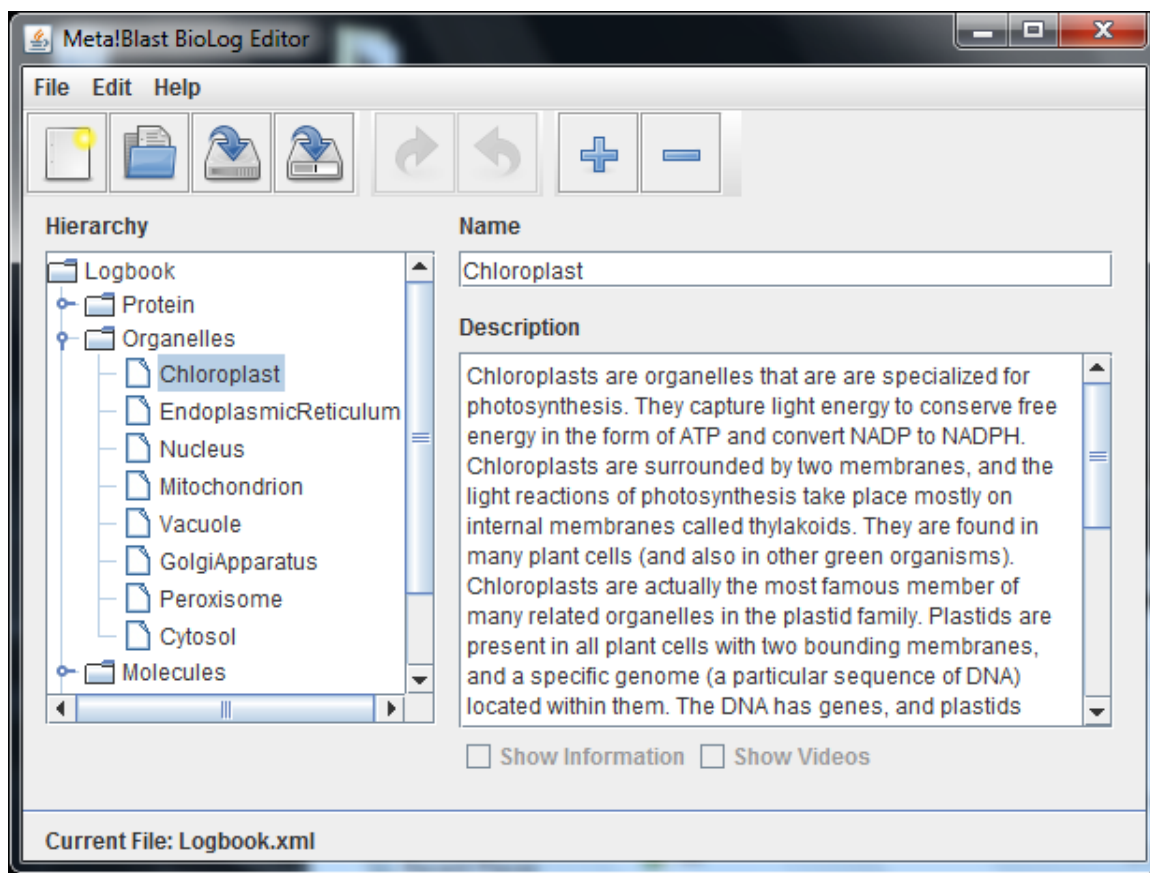 Meta!Blast BioLog Editor
File Edit Help
Hierarchy
Logbook
Protein
Organelles
Chloroplast
EndoplasmicReticulum
Nucleus
Mitochondrion
Vacuole
GolgiApparatus
Peroxisome
Cytosol
Molecules
Name
Chloroplast
Description
Chloroplasts are organelles that are are specialized for
photosynthesis. They capture light energy to conserve free
energy in the form of ATP and convert NADP to NADPH.
Chloroplasts are surrounded by two membranes, and the
light reactions of photosynthesis take place mostly on
internal membranes called thylakoids. They are found in
many plant cells (and also in other green organisms).
Chloroplasts are actually the most famous member of
many related organelles in the plastid family. Plastids are
present in all plant cells with two bounding membranes,
and a specific genome (a particular sequence of DNA)
located within them. The DNA has genes, and plastids
Show Information Show Videos
Current File: Logbook.xml